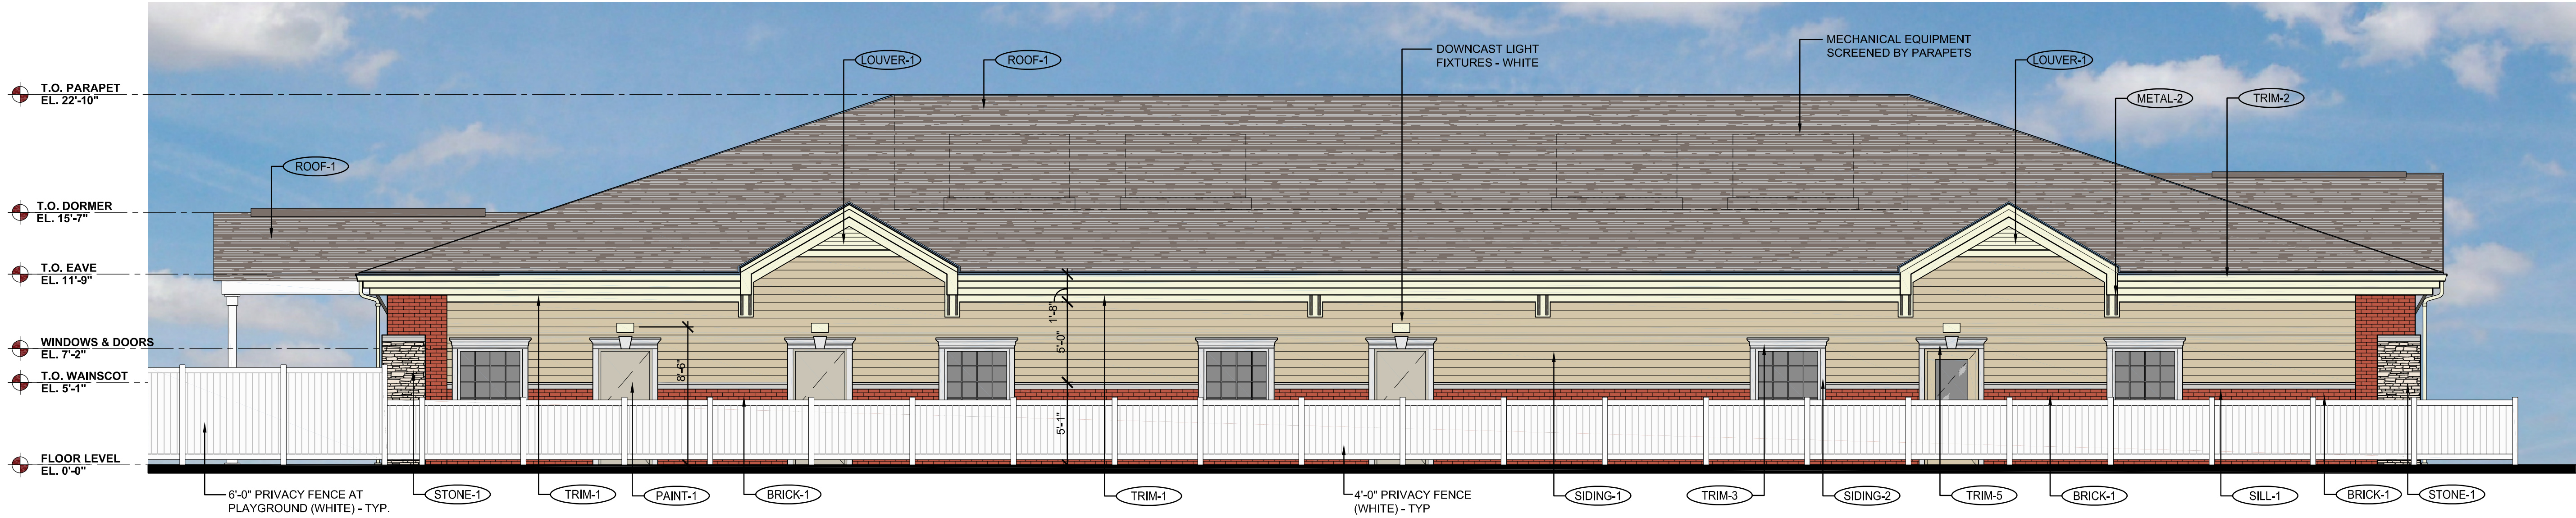 T.O. PARAPET
EL. 22'-10"
T.O. DORMER
EL. 15'-7"
T.O. EAVE
EL. 11'-9"
WINDOWS & DOORS
EL. 7'-2"
T.O. WAINSCOT
EL. 5'-1"
FLOOR LEVEL
EL. 0'-0"
ROOF-1
LOUVER-1
ROOF-1
DOWNCAST LIGHT
FIXTURES - WHITE
MECHANICAL EQUIPMENT
SCREENED BY PARAPETS
LOUVER-1
METAL-2
TRIM-2
8'-6"
1'-8"
5'-0"
5'-1"
6'-0" PRIVACY FENCE AT
PLAYGROUND (WHITE) - TYP.
STONE-1
TRIM-1
PAINT-1
BRICK-1
TRIM-1
4'-0" PRIVACY FENCE
(WHITE) - TYP
SIDING-1
TRIM-3
SIDING-2
TRIM-5
BRICK-1
SILL-1
BRICK-1
STONE-1